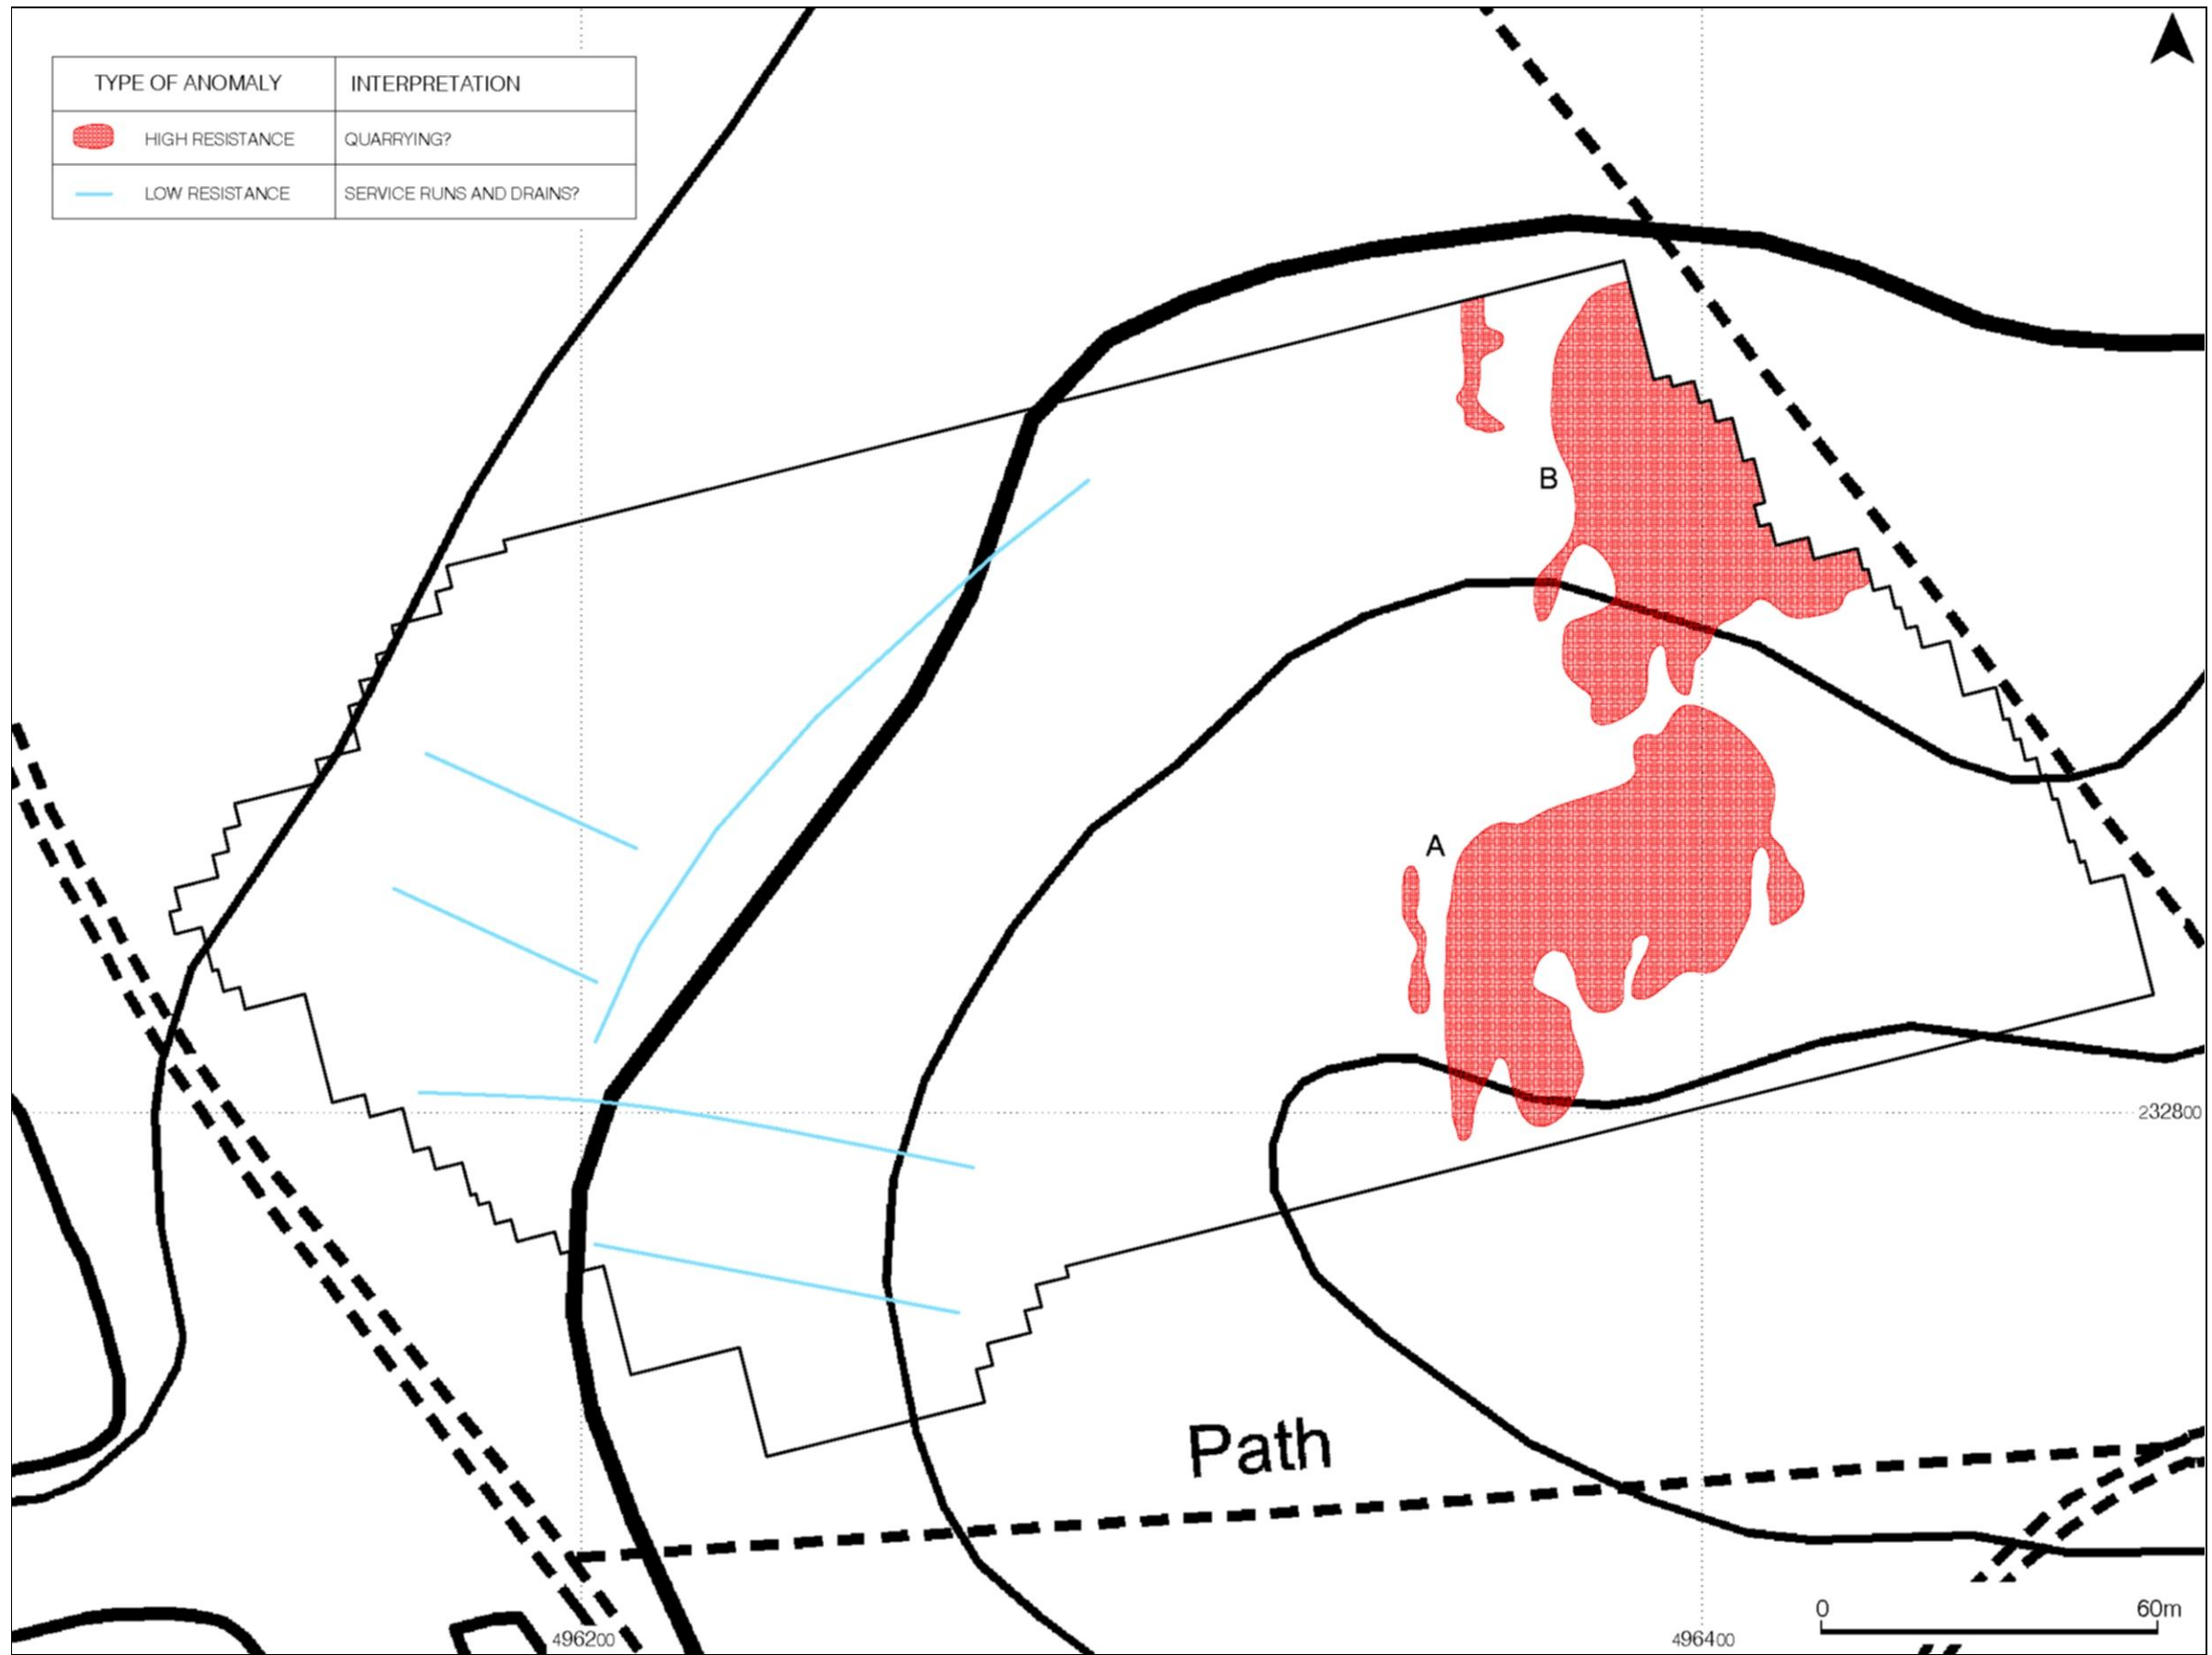 TYPE OF ANOMALY INTERPRETATION
HIGH RESISTANCE QUARRYING?
LOW RESISTANCE SERVICE RUNS AND DRAINS?
B
A
232800
Path
0 60m
496200 496400